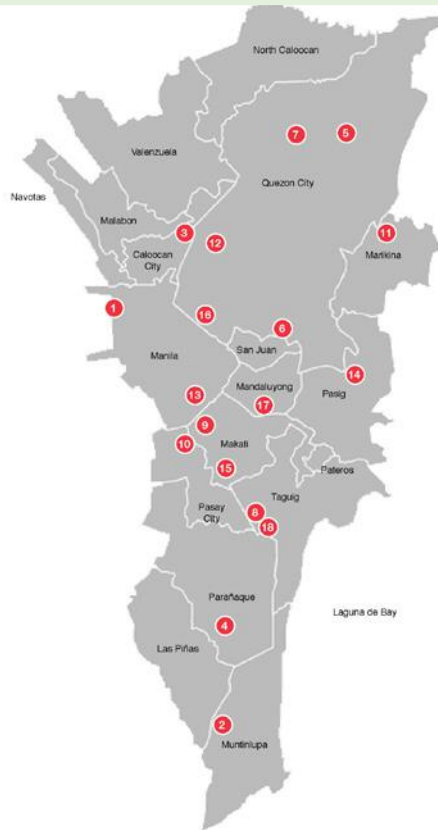 North Caloocan
7
5
Valenzuela
Quezon City
Navotas
Malabon
3
12
11
Caloocan
City
Marikina
1
16
6
San Juan
Manila
Mandaluyong
14
Pasig
13
17
9
10
Makati
15
Pateros
Taguig
Pasay
City
8
18
Parañaque
Laguna de Bay
4
Las Piñas
2
Muntinlupa